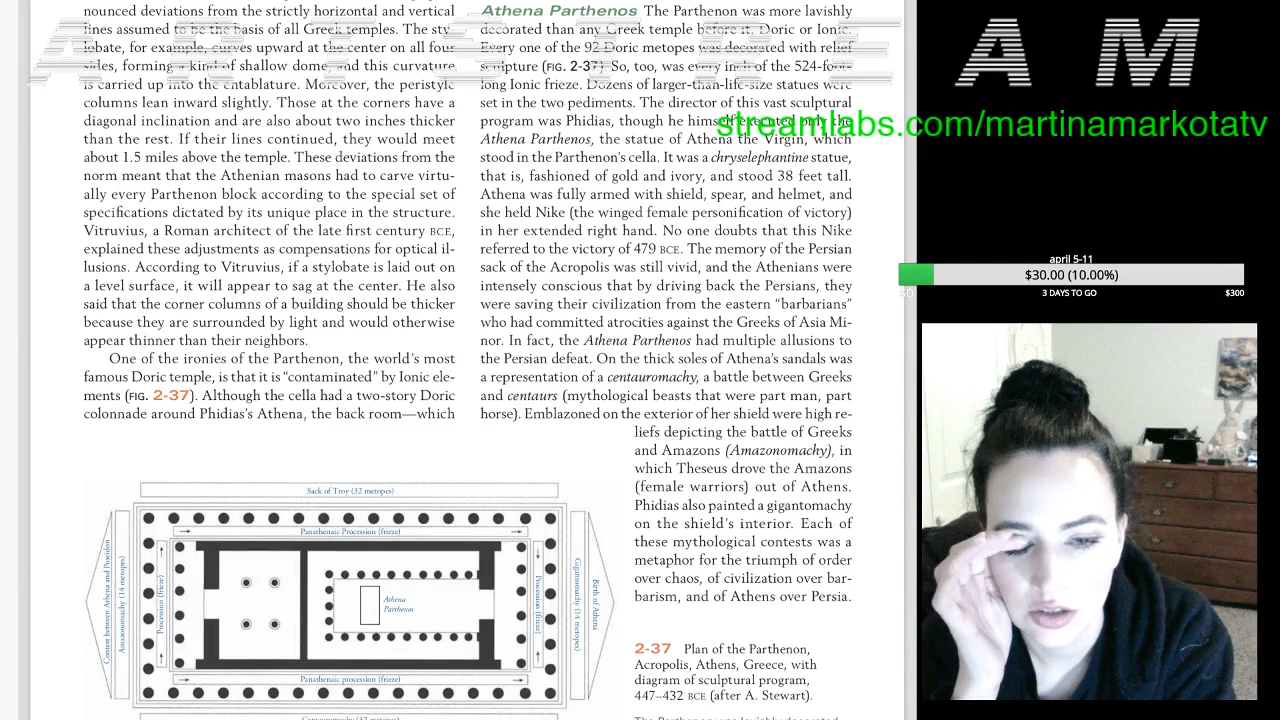 nounced deviations from the strictly horizontal and vertical
lines assumed to be the basis of all Greek temples. The sty-
lobate, for example, curves upward at the center on all four
sides, forming a kind of shallow dome, and this curvature
is carried up into the entablature. Moreover, the peristyle
columns lean inward slightly. Those at the corners have a
diagonal inclination and are also about two inches thicker
than the rest. If their lines continued, they would meet
about 1.5 miles above the temple. These deviations from the
norm meant that the Athenian masons had to carve virtu-
ally every Parthenon block according to the special set of
specifications dictated by its unique place in the structure.
Vitruvius, a Roman architect of the late first century BCE,
explained these adjustments as compensations for optical il-
lusions. According to Vitruvius, if a stylobate is laid out on
a level surface, it will appear to sag at the center. He also
said that the corner columns of a building should be thicker
because they are surrounded by light and would otherwise
appear thinner than their neighbors.
One of the ironies of the Parthenon, the world's most
famous Doric temple, is that it is "contaminated" by Ionic ele-
ments (FIG. 2-37). Although the cella had a two-story Doric
colonnade around Phidias's Athena, the back room—which
Athena Parthenos The Parthenon was more lavishly
decorated than any Greek temple before it, Doric or Ionic.
Every one of the 92 Doric metopes was decorated with relief
sculpture (FIG. 2-37). So, too, was every inch of the 524-foot-
long Ionic frieze. Dozens of larger-than-life-size statues were
set in the two pediments. The director of this vast sculptural
program was Phidias, though he himself executed only the
Athena Parthenos, the statue of Athena the Virgin, which
stood in the Parthenon's cella. It was a chryselephantine statue,
that is, fashioned of gold and ivory, and stood 38 feet tall.
Athena was fully armed with shield, spear, and helmet, and
she held Nike (the winged female personification of victory)
in her extended right hand. No one doubts that this Nike
referred to the victory of 479 BCE. The memory of the Persian
sack of the Acropolis was still vivid, and the Athenians were
intensely conscious that by driving back the Persians, they
were saving their civilization from the eastern "barbarians"
who had committed atrocities against the Greeks of Asia Mi-
nor. In fact, the Athena Parthenos had multiple allusions to
the Persian defeat. On the thick soles of Athena's sandals was
a representation of a centauromachy, a battle between Greeks
and centaurs (mythological beasts that were part man, part
horse). Emblazoned on the exterior of her shield were high re-
liefs depicting the battle of Greeks
and Amazons (Amazonomachy), in
which Theseus drove the Amazons
(female warriors) out of Athens.
Phidias also painted a gigantomachy
on the shield's interior. Each of
these mythological contests was a
metaphor for the triumph of order
over chaos, of civilization over bar-
barism, and of Athens over Persia.
Sack of Troy (32 metopes)
Panathenaic Procession (frieze)
Contest between Athena and Poseidon
Amazonomachy (14 metopes)
Procession (frieze)
Athena
Parthenos
Procession (frieze)
Gigantomachy (14 metopes)
Birth of Athena
Panathenaic procession (frieze)
Centauromachy (32 metopes)
2-37 Plan of the Parthenon,
Acropolis, Athens, Greece, with
diagram of sculptural program,
447–432 BCE (after A. Stewart).
The Parthenon was lavishly decorated
A M
streamlabs.com/martinamarkotatv
april 5-11
$30.00 (10.00%)
$0 3 DAYS TO GO $300